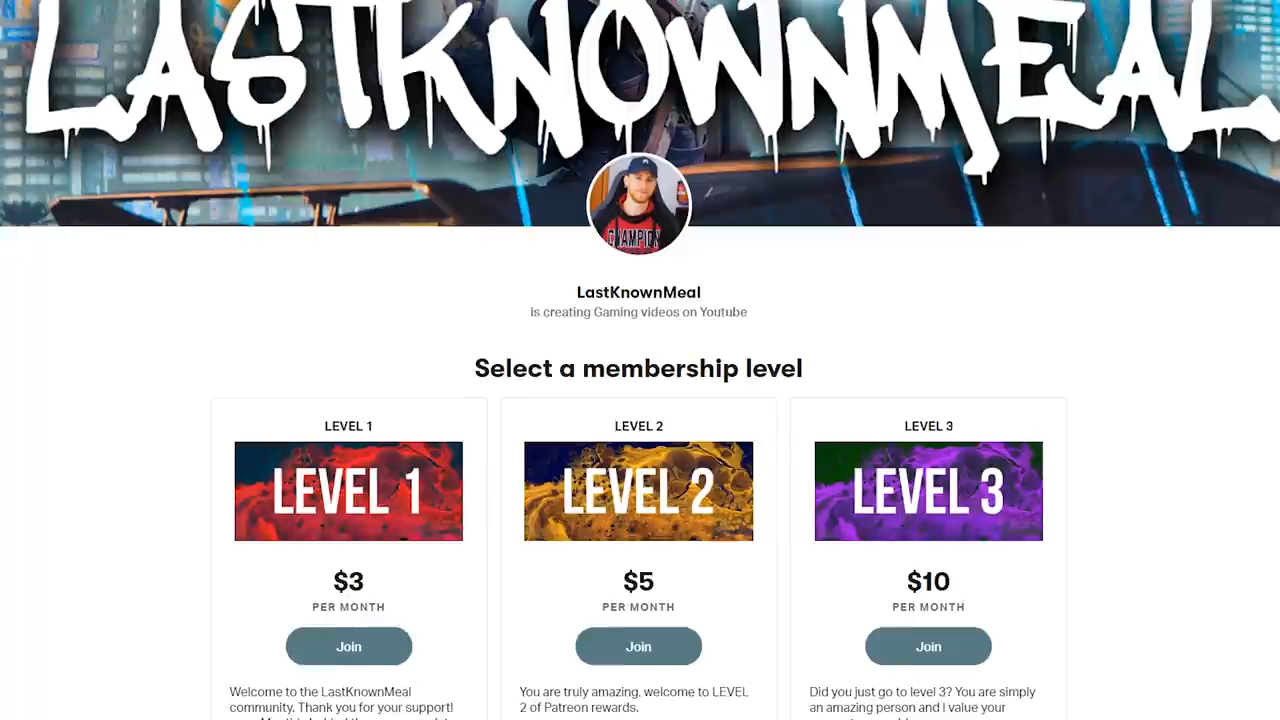 LASTKNOWNMEAL
CHAMPION
LastKnownMeal
is creating Gaming videos on Youtube
Select a membership level
LEVEL 1
LEVEL 1
$3
PER MONTH
Join
Welcome to the LastKnownMeal
community. Thank you for your support!
LEVEL 2
LEVEL 2
$5
PER MONTH
Join
You are truly amazing, welcome to LEVEL
2 of Patreon rewards.
LEVEL 3
LEVEL 3
$10
PER MONTH
Join
Did you just go to level 3? You are simply
an amazing person and I value your